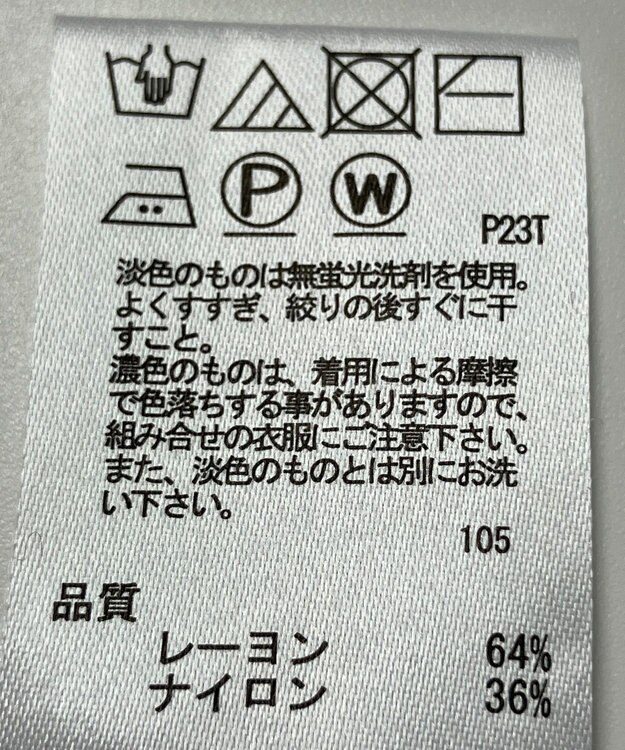 P W
P23T
淡色のものは無蛍光洗剤を使用。
よくすすぎ、絞りの後すぐに干
すこと。
濃色のものは、着用による摩擦
で色落ちする事がありますので、
組み合せの衣服にご注意下さい。
また、淡色のものとは別にお洗
い下さい。
105
品質
レーヨン 64%
ナイロン 36%